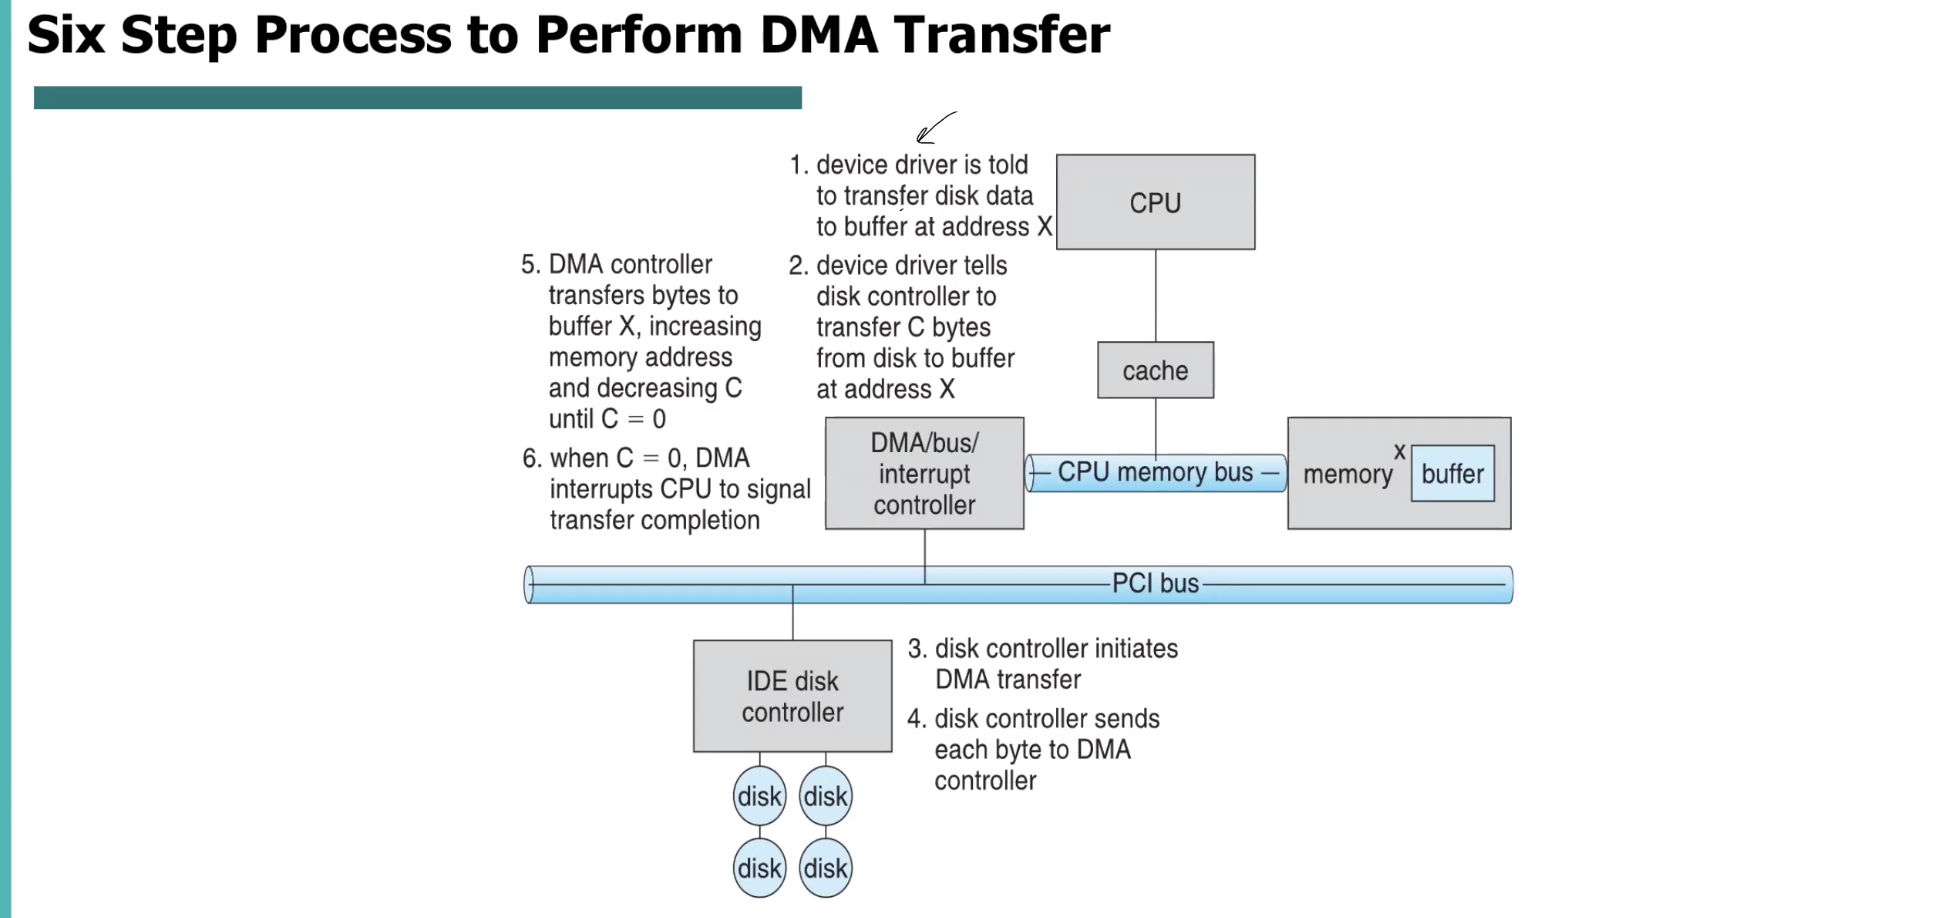 Six Step Process to Perform DMA Transfer
1. device driver is told
to transfer disk data
to buffer at address X
2. device driver tells
disk controller to
transfer C bytes
from disk to buffer
at address X
5. DMA controller
transfers bytes to
buffer X, increasing
memory address
and decreasing C
until C = 0
6. when C = 0, DMA
interrupts CPU to signal
transfer completion
CPU
cache
DMA/bus/
interrupt
controller
CPU memory bus
memory
X
buffer
PCI bus
IDE disk
controller
3. disk controller initiates
DMA transfer
4. disk controller sends
each byte to DMA
controller
disk disk
disk disk